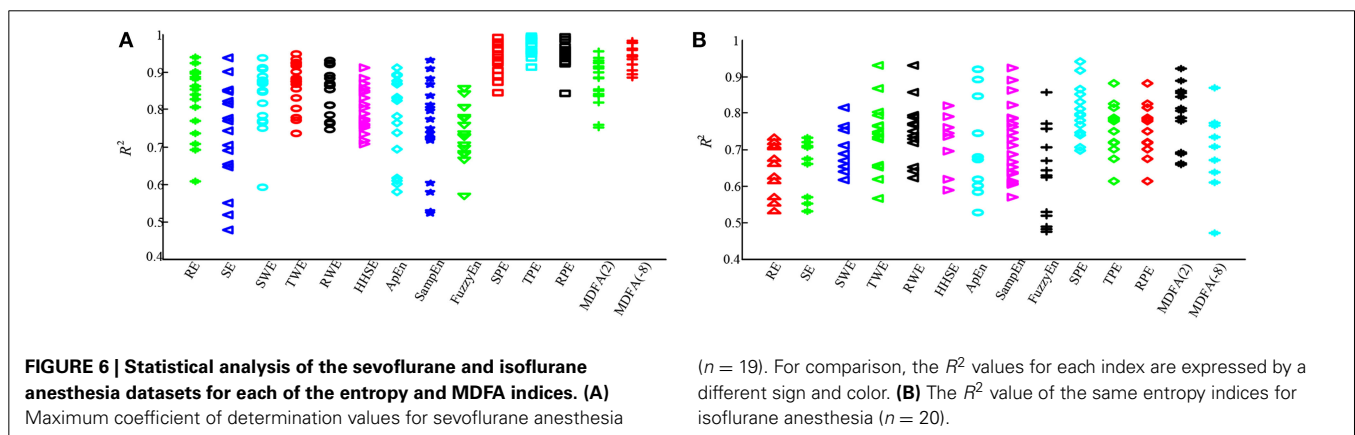 A
1
0.9
0.8
0.7
0.6
0.5
0.4
R²
RE
SE
SWE
TWE
RWE
HHSE
ApEn
SampEn
FuzzyEn
SPE
TPE
RPE
MDFA(2)
MDFA(-8)
B
1
0.9
0.8
0.7
0.6
0.5
0.4
R²
RE
SE
SWE
TWE
RWE
HHSE
ApEn
SampEn
FuzzyEn
SPE
TPE
RPE
MDFA(2)
MDFA(-8)
FIGURE 6 | Statistical analysis of the sevoflurane and isoflurane
anesthesia datasets for each of the entropy and MDFA indices. (A)
Maximum coefficient of determination values for sevoflurane anesthesia
(n = 19). For comparison, the R² values for each index are expressed by a
different sign and color. (B) The R² value of the same entropy indices for
isoflurane anesthesia (n = 20).